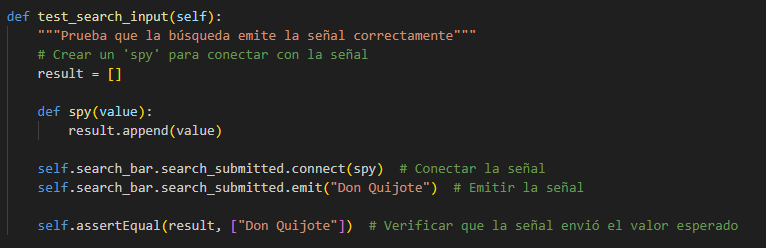 def test_search_input(self):
"""Prueba que la búsqueda emite la señal correctamente"""
# Crear un 'spy' para conectar con la señal
result = []
def spy(value):
result.append(value)
self.search_bar.search_submitted.connect(spy)  # Conectar la señal
self.search_bar.search_submitted.emit("Don Quijote")  # Emitir la señal
self.assertEqual(result, ["Don Quijote"])  # Verificar que la señal envió el valor esperado